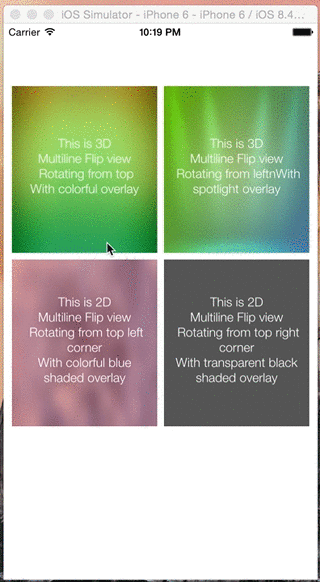 iOS Simulator - iPhone 6 - iPhone 6 / iOS 8.4...
Carrier 10:19 PM
This is 3D
Multiline Flip view
Rotating from top
With colorful overlay
This is 3D
Multiline Flip view
Rotating from leftnWith
spotlight overlay
This is 2D
Multiline Flip view
Rotating from top left
corner
With colorful blue
shaded overlay
This is 2D
Multiline Flip view
Rotating from top right
corner
With transparent black
shaded overlay